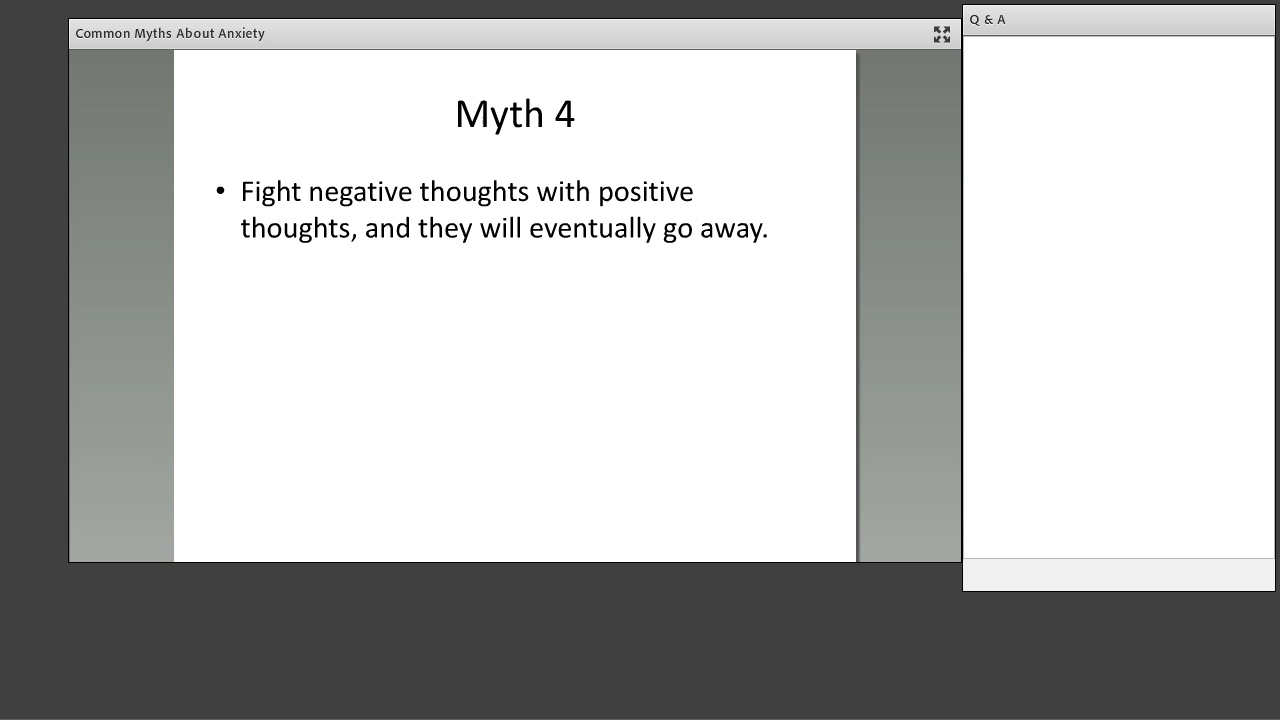 Common Myths About Anxiety
Q & A
Myth 4
• Fight negative thoughts with positive
thoughts, and they will eventually go away.